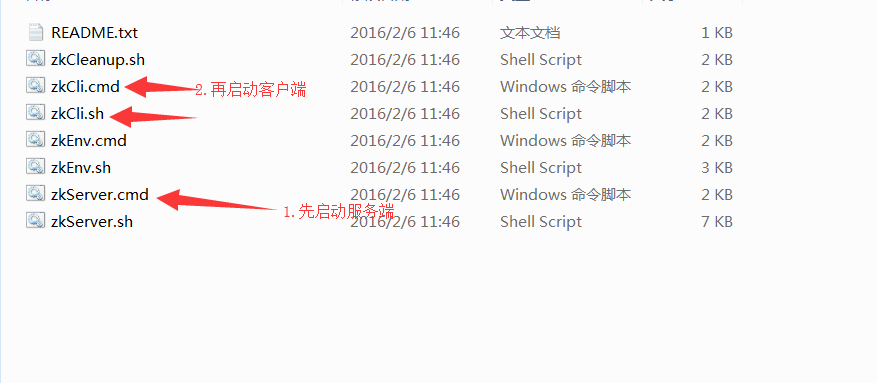 README.txt 2016/2/6 11:46 文本文档 1 KB
zkCleanup.sh 2016/2/6 11:46 Shell Script 2 KB
zkCli.cmd 2.再启动客户端 2016/2/6 11:46 Windows 命令脚本 2 KB
zkCli.sh 2016/2/6 11:46 Shell Script 2 KB
zkEnv.cmd 2016/2/6 11:46 Windows 命令脚本 2 KB
zkEnv.sh 2016/2/6 11:46 Shell Script 3 KB
zkServer.cmd 2016/2/6 11:46 Windows 命令脚本 2 KB
1.先启动服务端
zkServer.sh 2016/2/6 11:46 Shell Script 7 KB